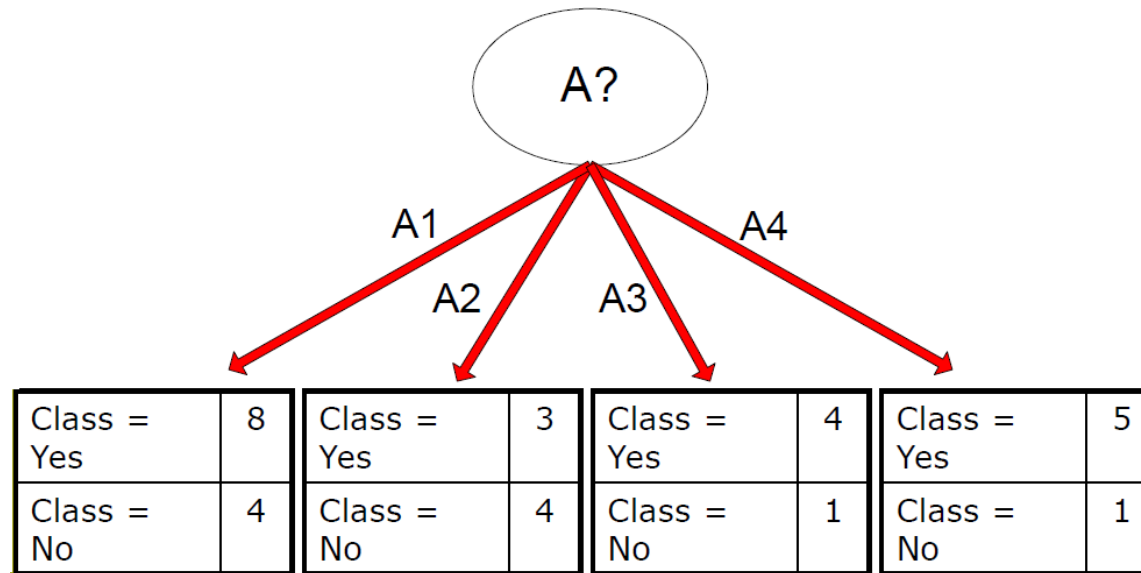 A?
A1
A2
A3
A4
Class = 8
Yes
Class = 4
No
Class = 3
Yes
Class = 4
No
Class = 4
Yes
Class = 1
No
Class = 5
Yes
Class = 1
No